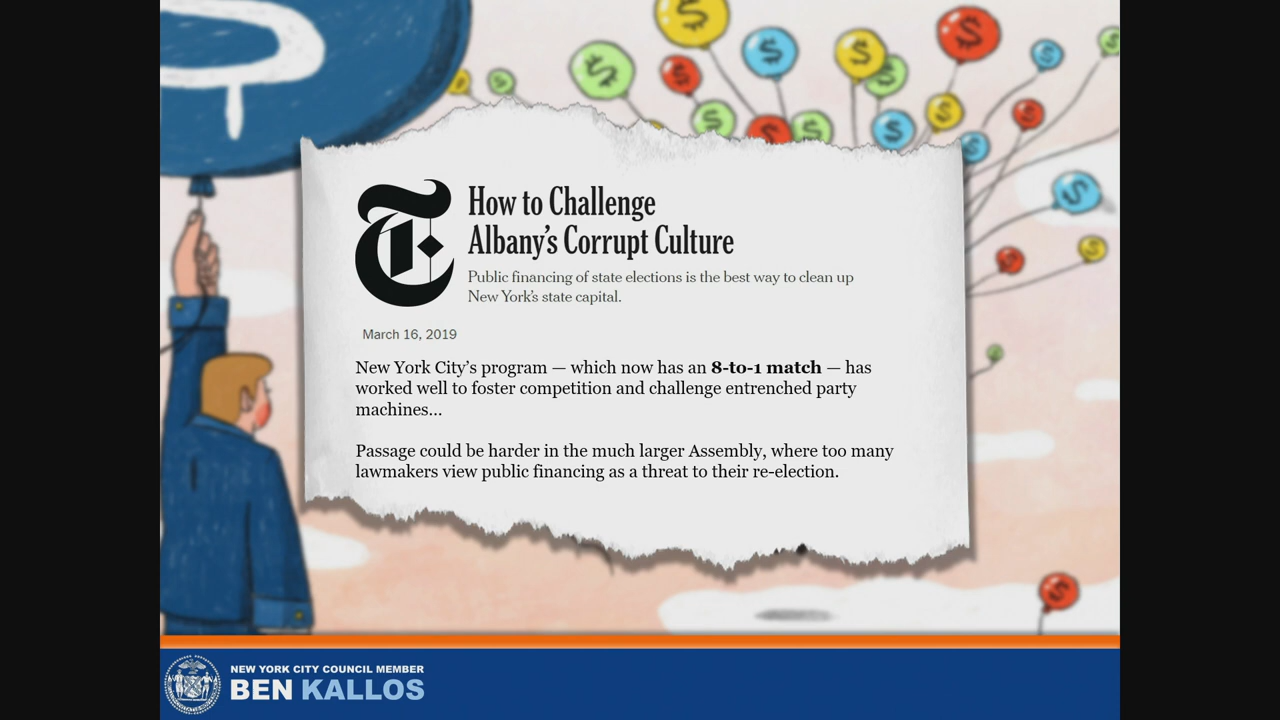 How to Challenge
Albany's Corrupt Culture
Public financing of state elections is the best way to clean up
New York's state capital.
March 16, 2019
New York City's program — which now has an 8-to-1 match — has
worked well to foster competition and challenge entrenched party
machines...
Passage could be harder in the much larger Assembly, where too many
lawmakers view public financing as a threat to their re-election.
NEW YORK CITY COUNCIL MEMBER
BEN KALLOS